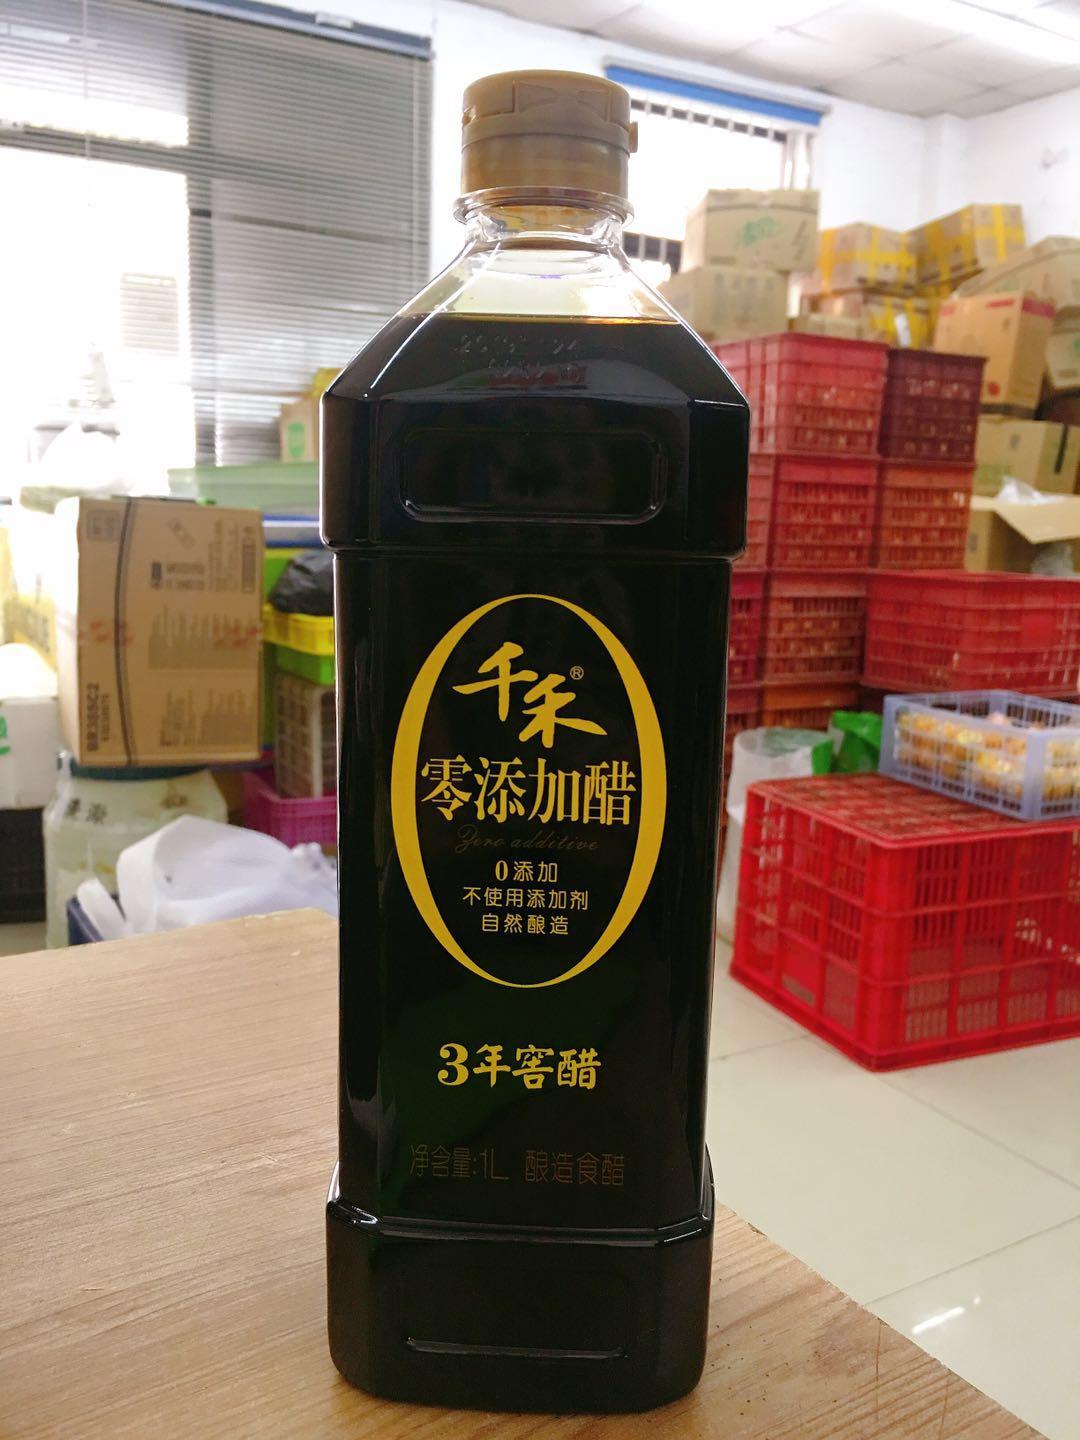 千禾®
零添加醋
Zero additive
0添加
不使用添加剂
自然酿造
3年窖醋
净含量:1L 酿造食醋